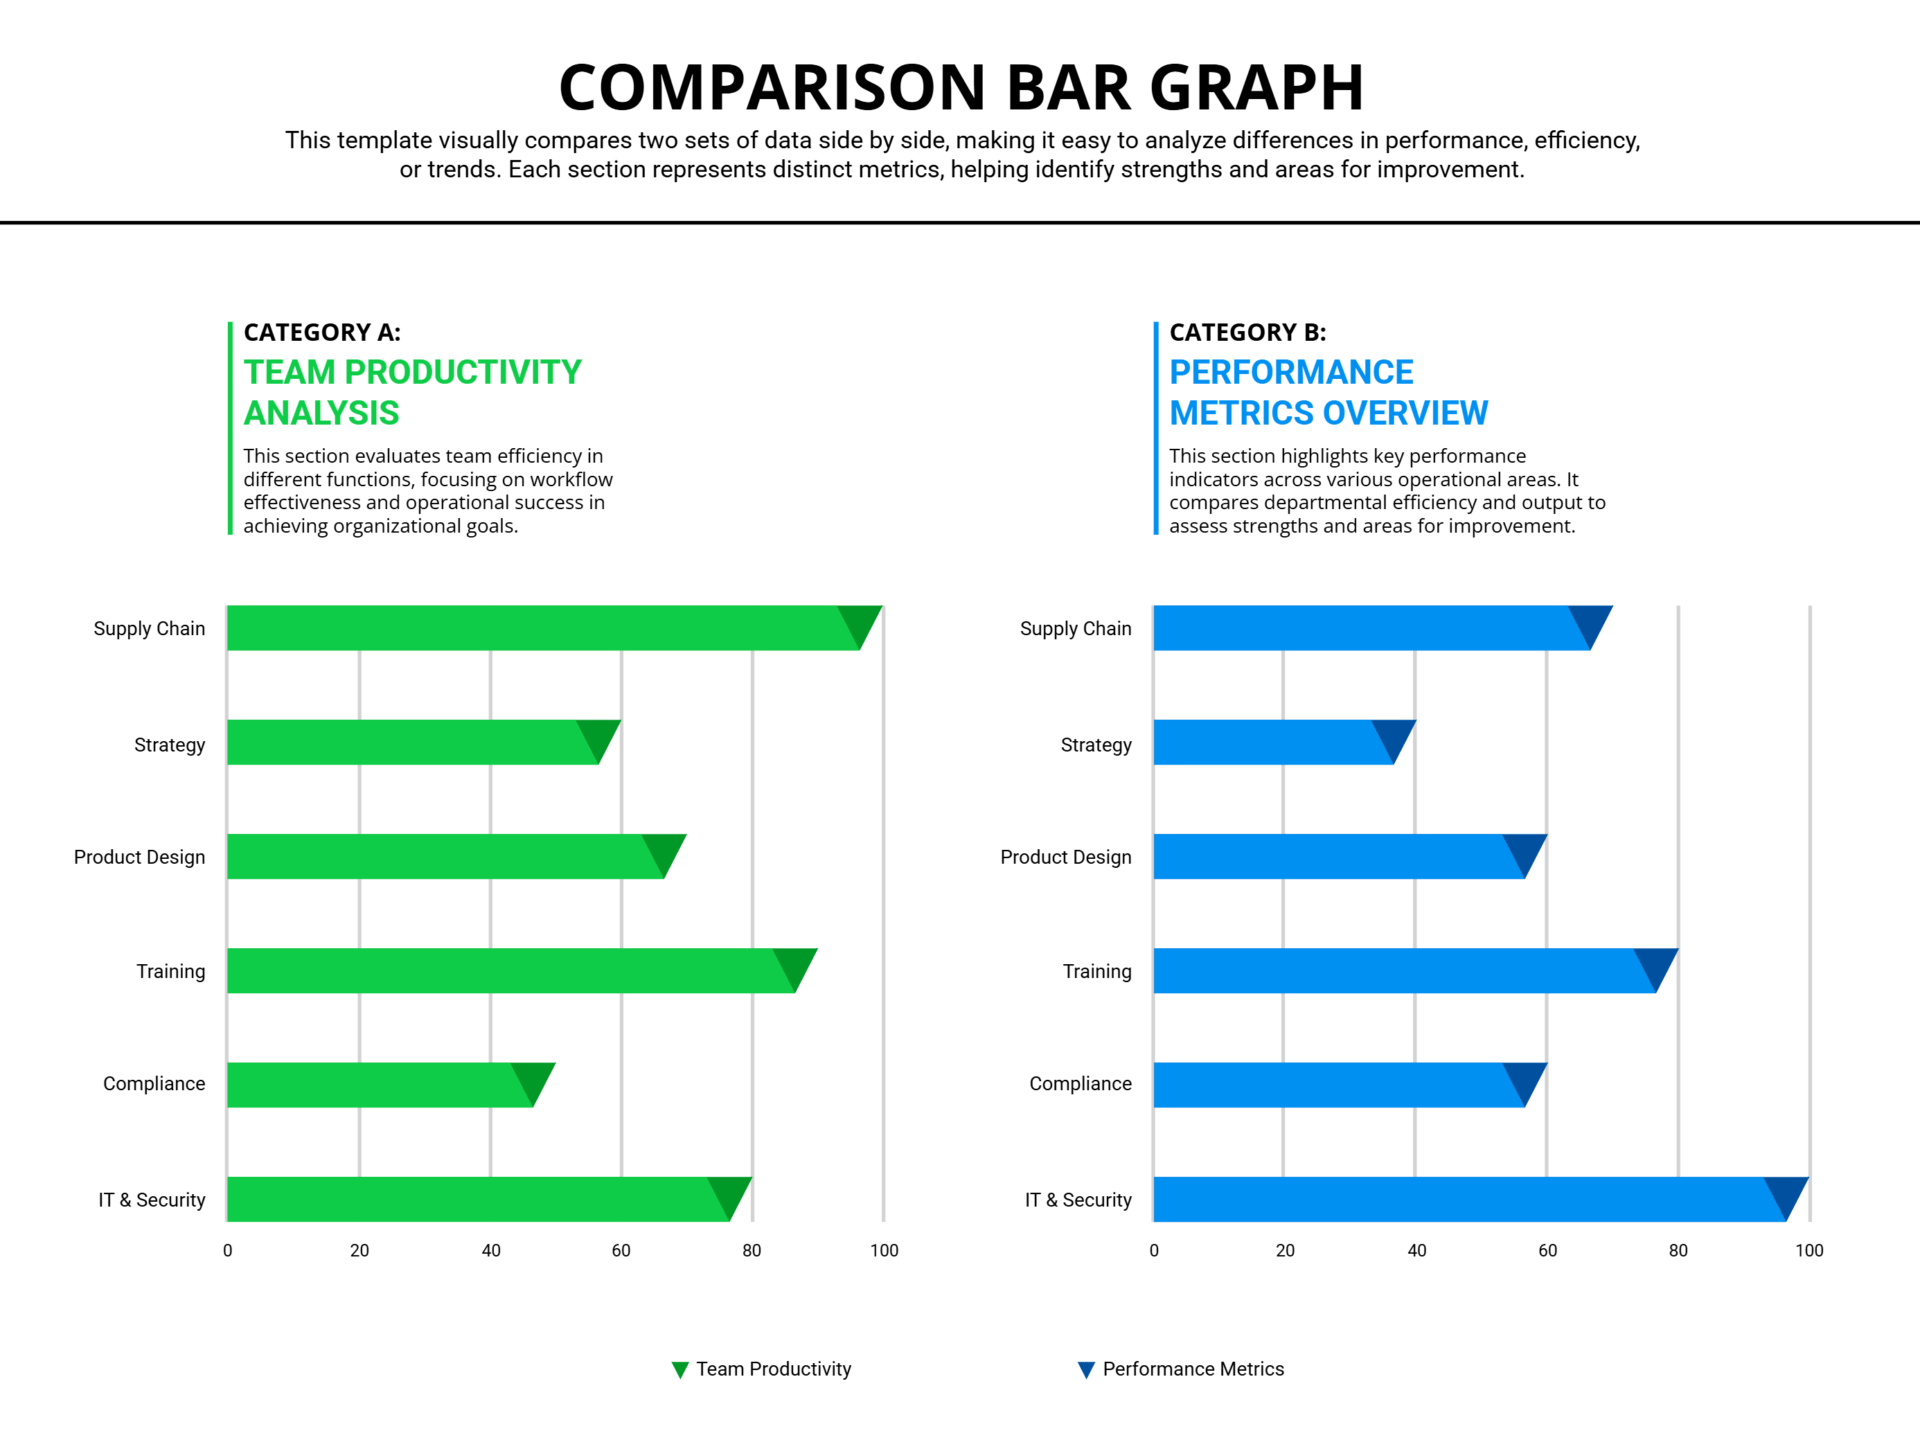 COMPARISON BAR GRAPH
This template visually compares two sets of data side by side, making it easy to analyze differences in performance, efficiency,
or trends. Each section represents distinct metrics, helping identify strengths and areas for improvement.
CATEGORY A:
TEAM PRODUCTIVITY
ANALYSIS
This section evaluates team efficiency in
different functions, focusing on workflow
effectiveness and operational success in
achieving organizational goals.
Supply Chain
Strategy
Product Design
Training
Compliance
IT & Security
0 20 40 60 80 100
CATEGORY B:
PERFORMANCE
METRICS OVERVIEW
This section highlights key performance
indicators across various operational areas. It
compares departmental efficiency and output to
assess strengths and areas for improvement.
Supply Chain
Strategy
Product Design
Training
Compliance
IT & Security
0 20 40 60 80 100
Team Productivity
Performance Metrics